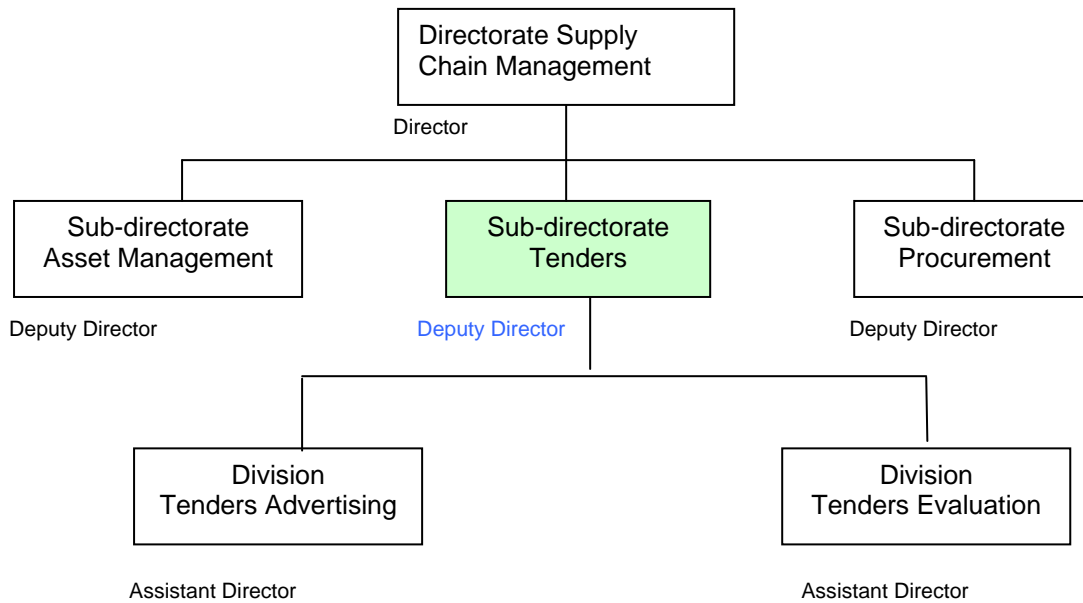 Directorate Supply
Chain Management
Director
Sub-directorate
Asset Management
Sub-directorate
Tenders
Sub-directorate
Procurement
Deputy Director
Deputy Director
Deputy Director
Division
Tenders Advertising
Division
Tenders Evaluation
Assistant Director
Assistant Director